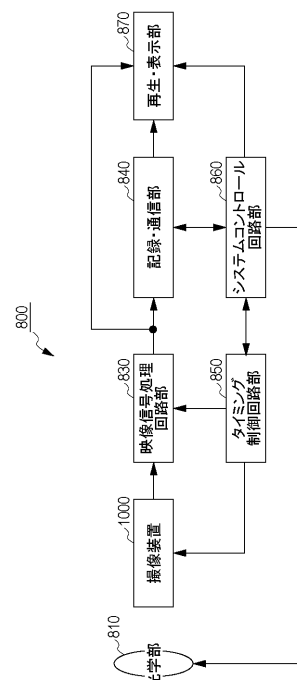 800
810
光学部
1000
撮像装置
830
映像信号処理
回路部
840
記録・通信部
870
再生・表示部
850
タイミング
制御回路部
860
システムコントロール
回路部